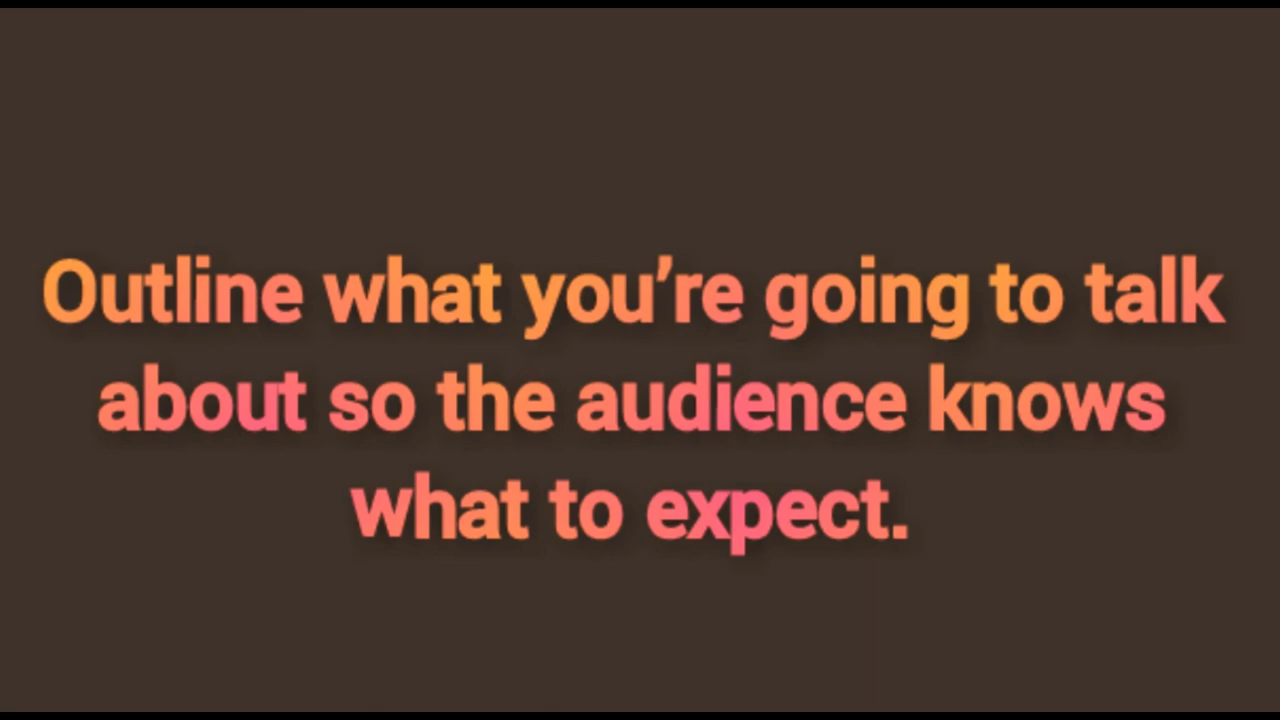 Outline what you’re going to talk
about so the audience knows
what to expect.